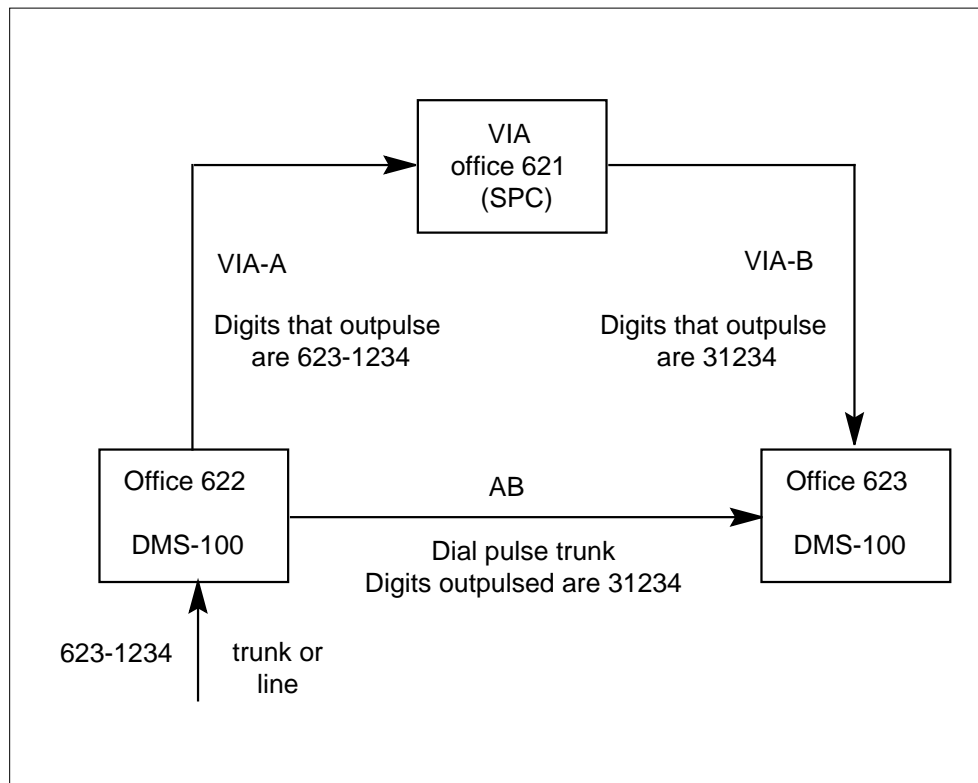 VIA
office 621
(SPC)
VIA-A
VIA-B
Digits that outpulse
are 623-1234
Digits that outpulse
are 31234
Office 622
DMS-100
AB
Office 623
DMS-100
Dial pulse trunk
Digits outpulsed are 31234
623-1234
trunk or
line